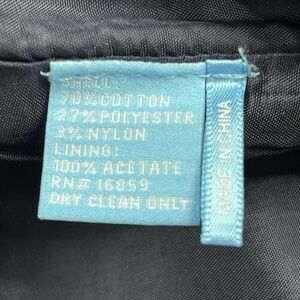 SHELL:
70% COTTON
27% POLYESTER
3% NYLON
LINING:
100% ACETATE
RN# 16859
DRY CLEAN ONLY
MADE IN CHINA